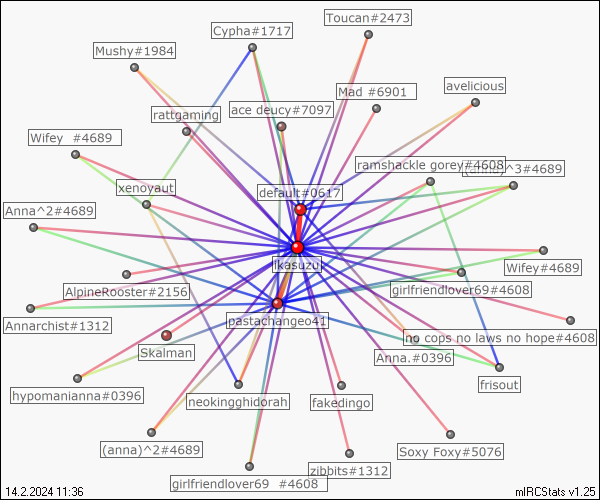 Toucan#2473
Cypha#1717
Mushy#1984
avelicious
Mad #6901
ace deucy#7097
rattgaming
Wifey #4689
ramshackle gorey#4608
^3#4689
xenoyaut
default#0617
Anna^2#4689
Ikasuzu
Wifey#4689
AlpineRooster#2156
girlfriendlover69#4608
Annarchist#1312
pastachangeo41
no cops no laws no hope#4608
Skalman
Anna.#0396
frisout
hypomanianna#0396
neokingghidorah
fakedingo
(anna)^2#4689
Soxy Foxy#5076
zibbits#1312
girlfriendlover69 #4608
14.2.2024 11:36
mIRCStats v1.25